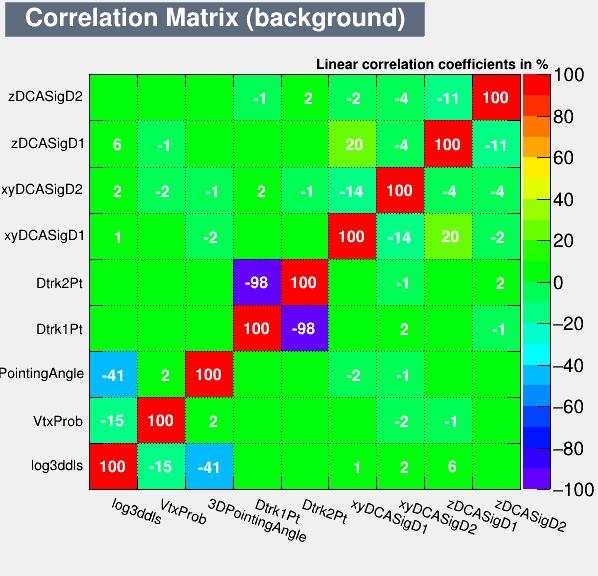 Correlation Matrix (background)
Linear correlation coefficients in %
zDCASigD2 -1 2 -2 -4 -11 100
zDCASigD1 6 -1 20 -4 100 -11
xyDCASigD2 2 -2 -1 2 -1 -14 100 -4 -4
xyDCASigD1 1 -2 100 -14 20 -2
Dtrk2Pt -98 100 -1 2
Dtrk1Pt 100 -98 2 -1
PointingAngle -41 2 100 -2 -1
VtxProb -15 100 2 -2 -1
log3ddls 100 -15 -41 1 2 6
100
80
60
40
20
0
−20
−40
−60
−80
−100
log3ddls VtxProb 3DPointingAngle Dtrk1Pt Dtrk2Pt xyDCASigD1 xyDCASigD2 zDCASigD1 zDCASigD2